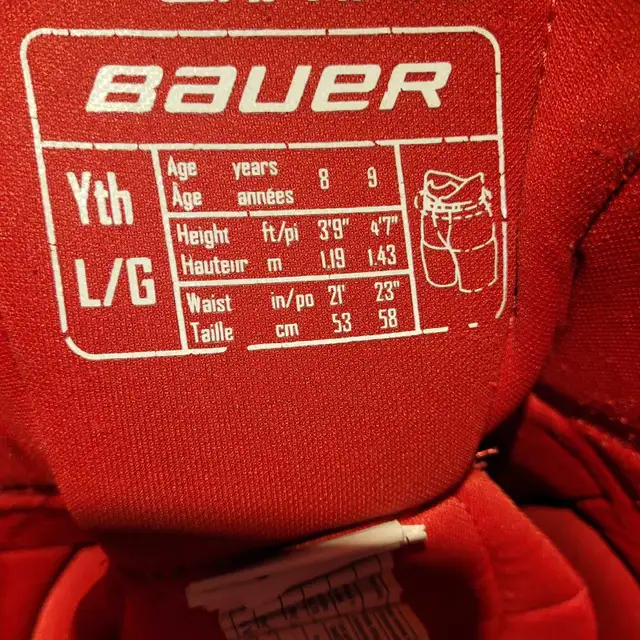 BAUER
Yth
L/G
Age years 8 9
Âge années
Height ft/pi 3'9" 4'7"
Hauteur m 1.19 1.43
Waist in/po 21' 23"
Taille cm 53 58